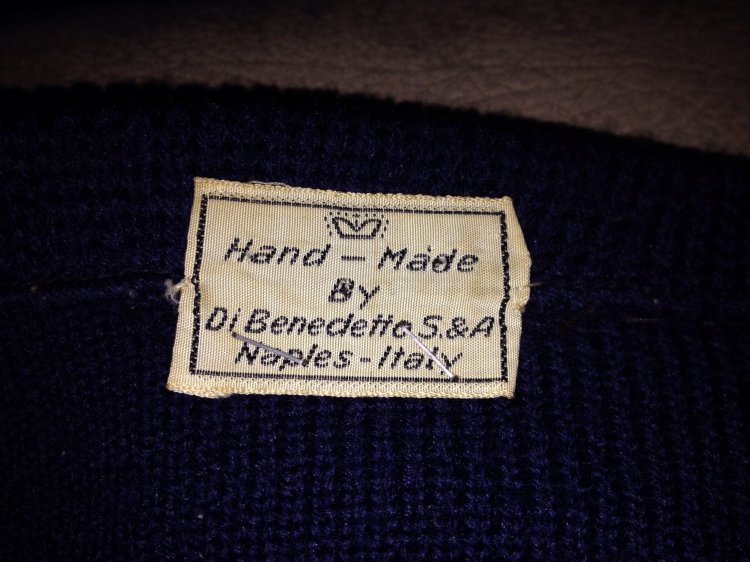 Hand - Made
By
Di Benedetto S.&A
Naples - Italy